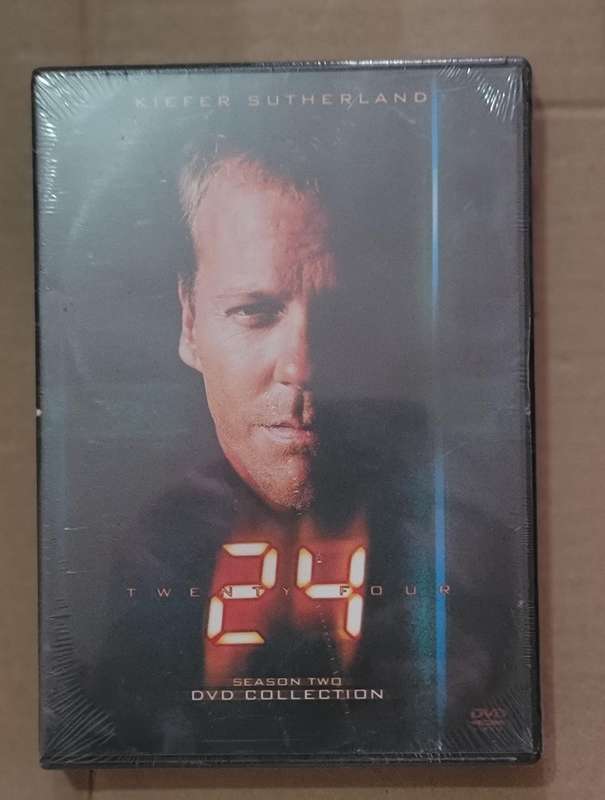 KIEFER SUTHERLAND
24
TWENTY FOUR
SEASON TWO
DVD COLLECTION
DVD